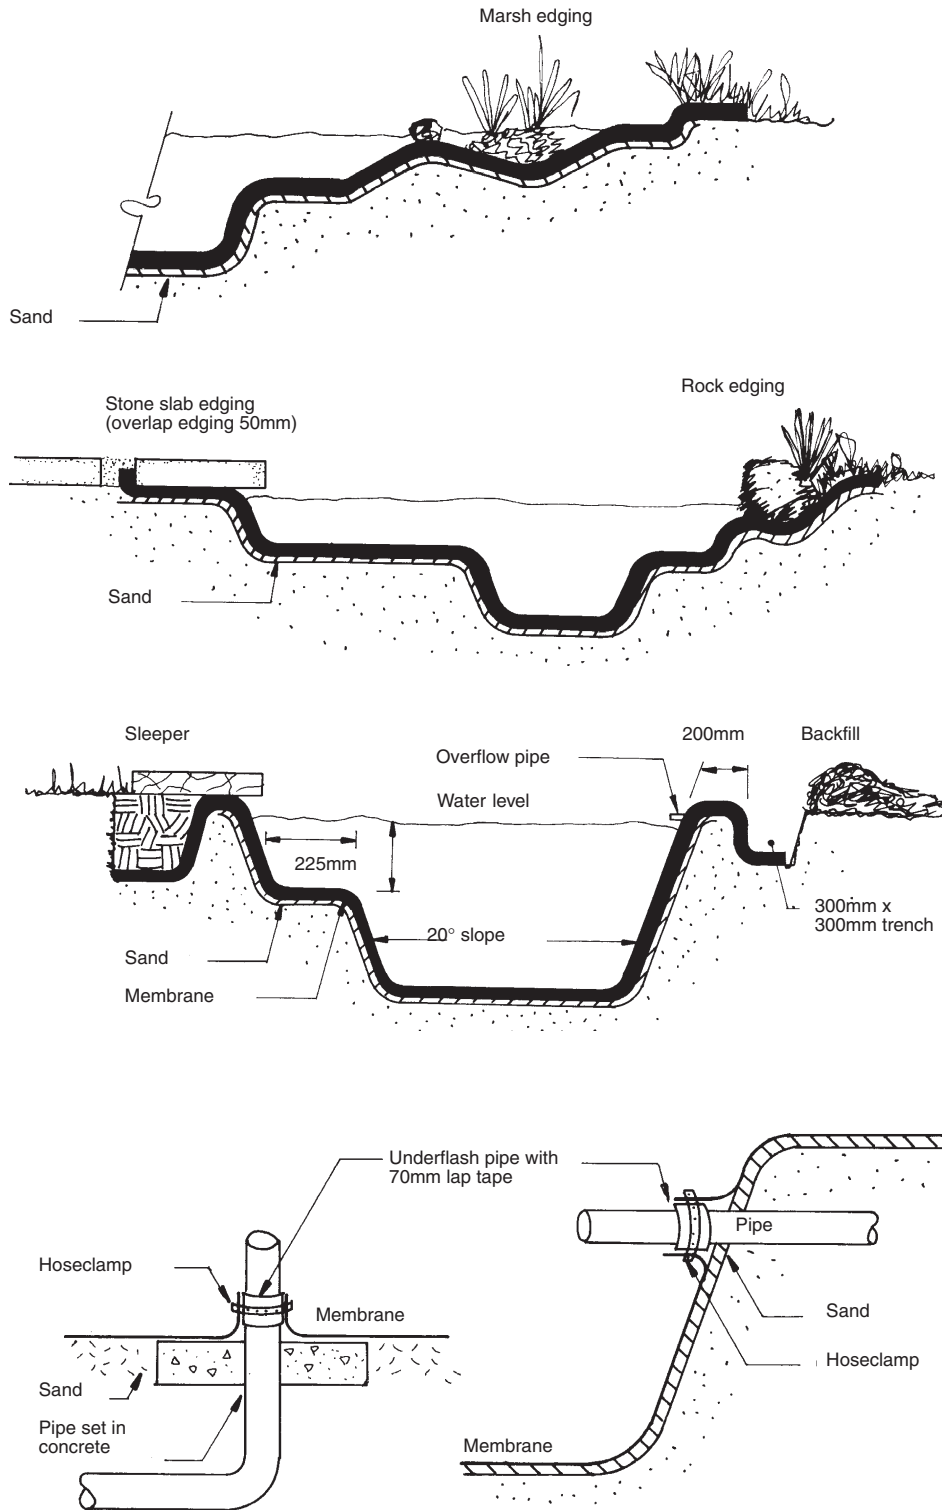 Marsh edging
Sand
Rock edging
Stone slab edging
(overlap edging 50mm)
Sand
Sleeper
200mm
Backfill
Overflow pipe
Water level
225mm
300mm x
300mm trench
20° slope
Sand
Membrane
Underflash pipe with
70mm lap tape
Pipe
Hoseclamp
Membrane
Sand
Hoseclamp
Sand
Pipe set in
concrete
Membrane